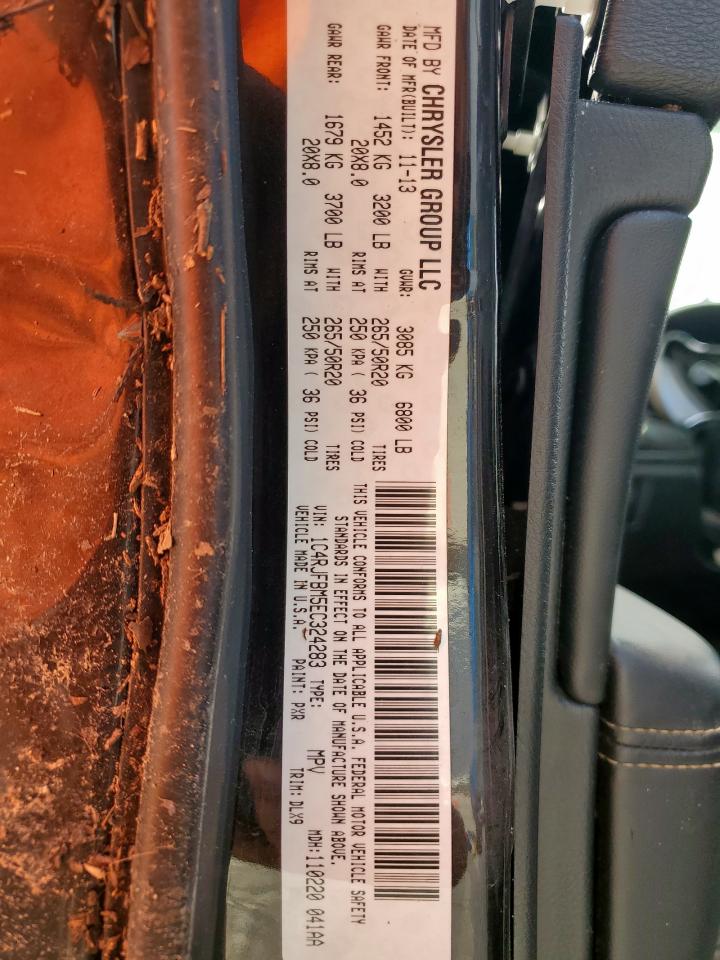 MFD BY CHRYSLER GROUP LLC
DATE OF MFR(BUILT): 11-13 GVWR: 3085 KG 6800 LB
GAWR FRONT: 1452 KG 3200 LB WITH 265/50R20 TIRES
20X8.0 RIMS AT 250 KPA ( 36 PSI) COLD
GAWR REAR: 1679 KG 3700 LB WITH 265/50R20 TIRES
20X8.0 RIMS AT 250 KPA ( 36 PSI) COLD
THIS VEHICLE CONFORMS TO ALL APPLICABLE U.S.A. FEDERAL MOTOR VEHICLE SAFETY
STANDARDS IN EFFECT ON THE DATE OF MANUFACTURE SHOWN ABOVE.
VIN: 1C4RJFBM5EC324283 TYPE: MPV MDH:110220 041AA
VEHICLE MADE IN U.S.A. PAINT: PXR TRIM: DLX9